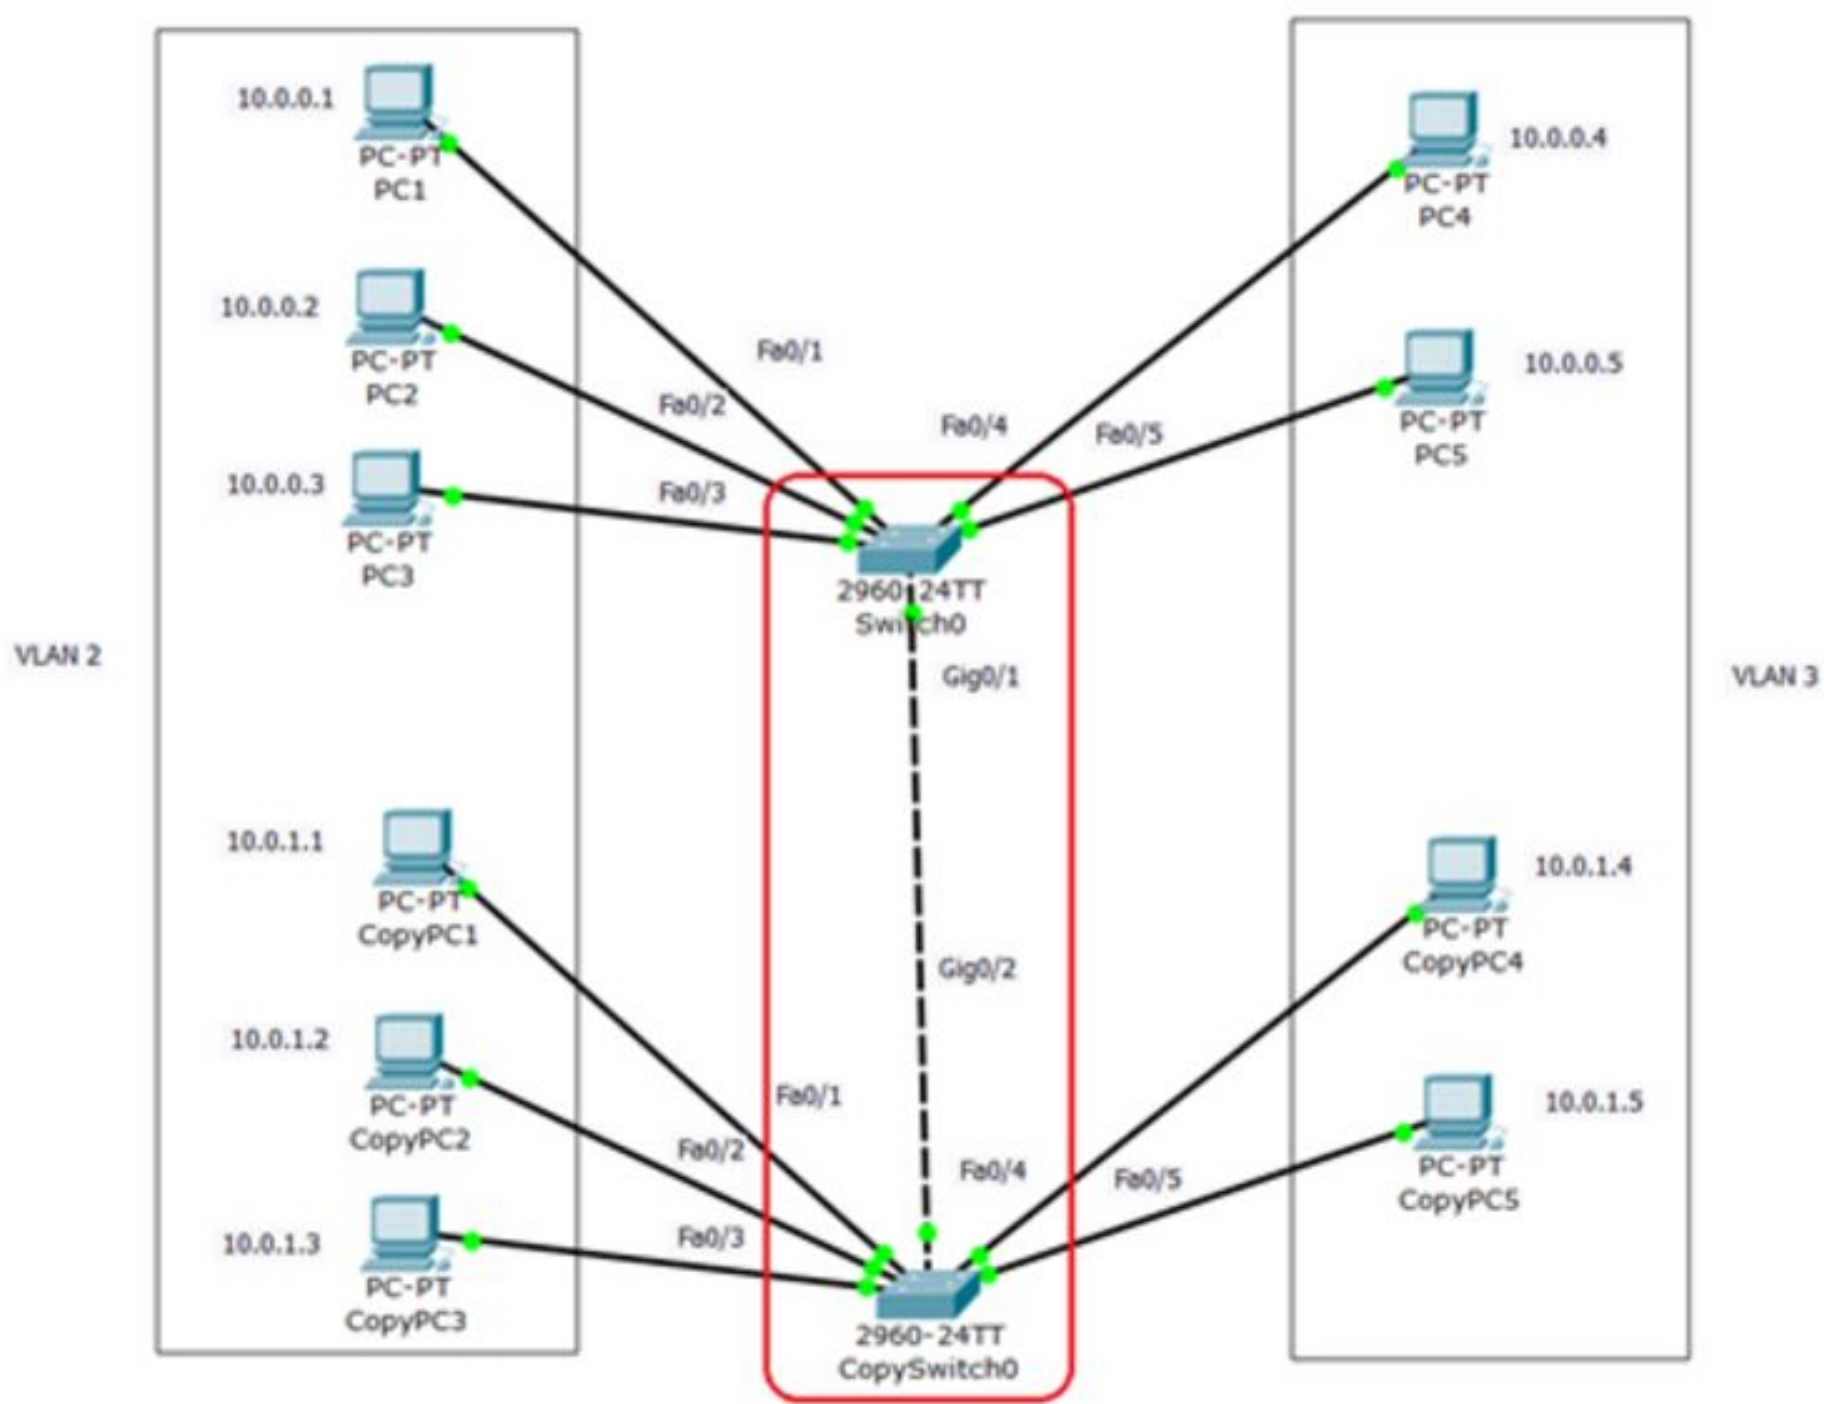 10.0.0.1
PC-PT
PC1
10.0.0.4
PC-PT
PC4
10.0.0.2
PC-PT
PC2
Fa0/1
Fa0/2
10.0.0.5
PC-PT
PC5
Fa0/4
Fa0/5
10.0.0.3
PC-PT
PC3
Fa0/3
2960-24TT
Switch0
VLAN 2
Gig0/1
VLAN 3
10.0.1.1
PC-PT
CopyPC1
10.0.1.4
PC-PT
CopyPC4
Gig0/2
10.0.1.2
PC-PT
CopyPC2
Fa0/1
Fa0/2
10.0.1.5
PC-PT
CopyPC5
Fa0/4
Fa0/5
10.0.1.3
PC-PT
CopyPC3
Fa0/3
2960-24TT
CopySwitch0